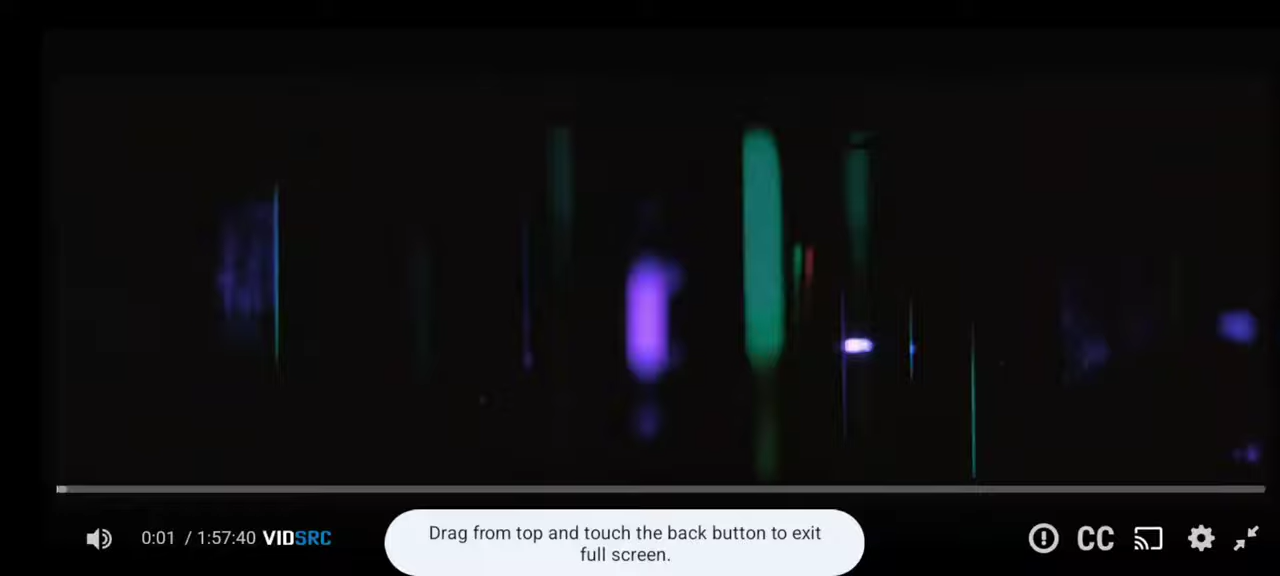 0:01 / 1:57:40 VIDSRC
Drag from top and touch the back button to exit
full screen.
CC